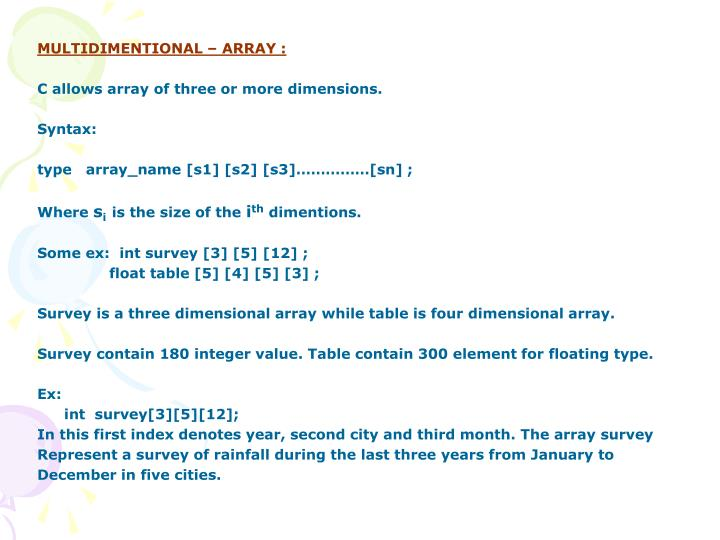 MULTIDIMENTIONAL – ARRAY :
C allows array of three or more dimensions.
Syntax:
type array_name [s1] [s2] [s3]……………[sn] ;
Where si is the size of the ith dimentions.
Some ex: int survey [3] [5] [12] ;
float table [5] [4] [5] [3] ;
Survey is a three dimensional array while table is four dimensional array.
Survey contain 180 integer value. Table contain 300 element for floating type.
Ex:
int survey[3][5][12];
In this first index denotes year, second city and third month. The array survey
Represent a survey of rainfall during the last three years from January to
December in five cities.